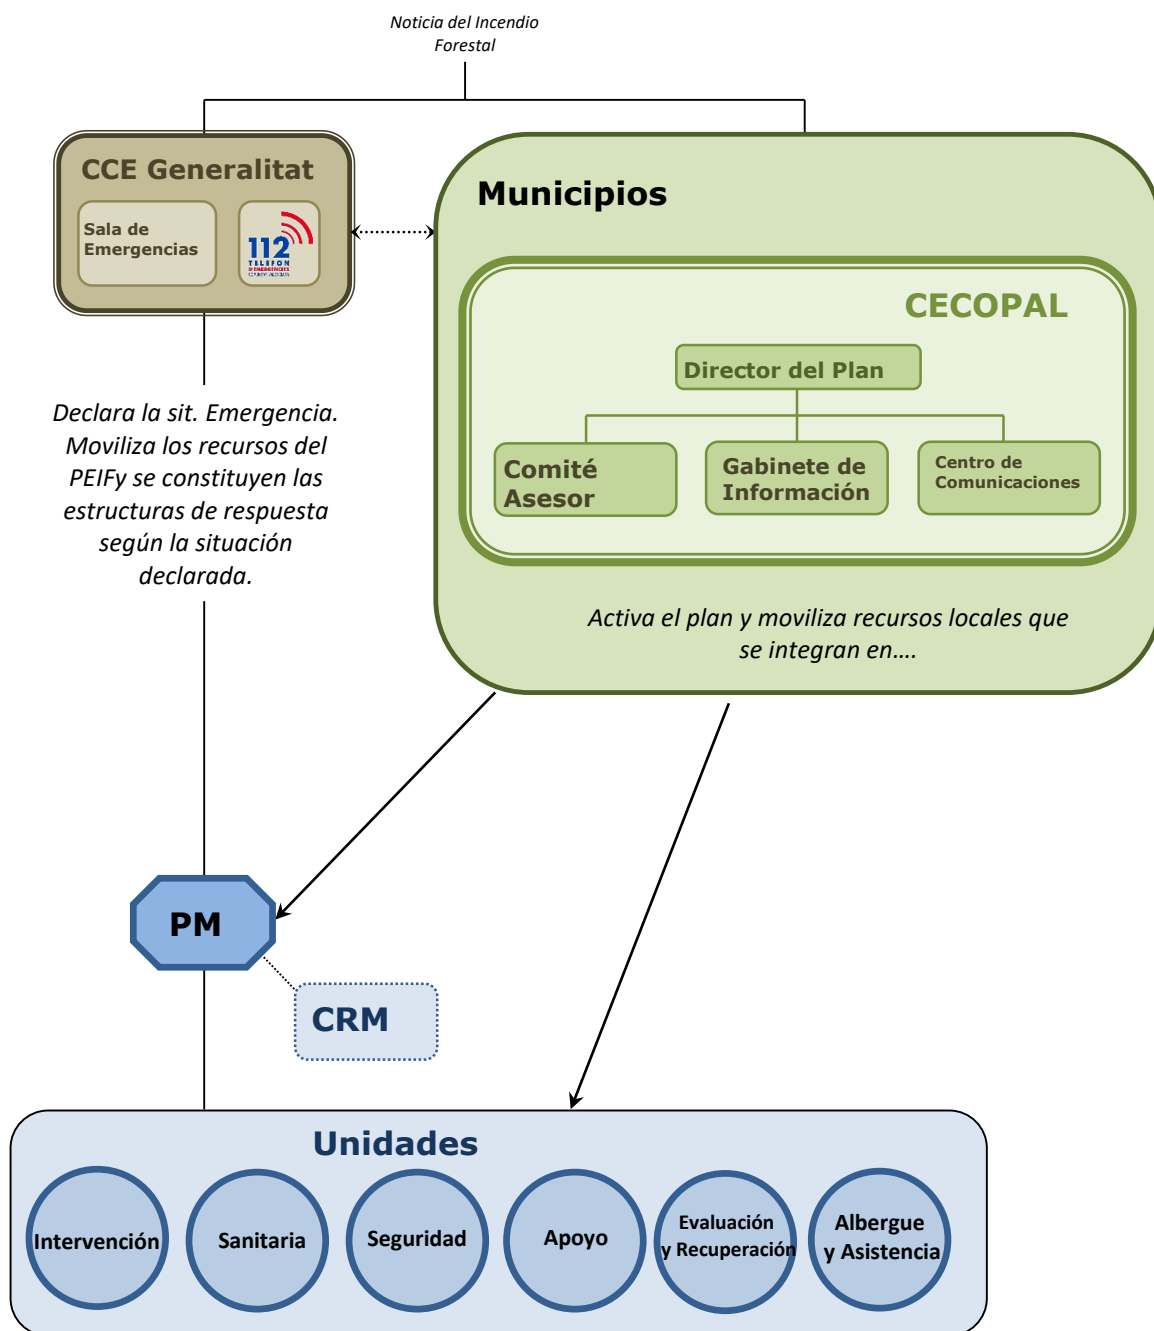 Noticia del Incendio
Forestal
CCE Generalitat
Sala de
Emergencias
112
TELÈFON
D'EMERGÈNCIES
Municipios
CECOPAL
Director del Plan
Comité
Asesor
Gabinete de
Información
Centro de
Comunicaciones
Declara la sit. Emergencia.
Moviliza los recursos del
PEIFy se constituyen las
estructuras de respuesta
según la situación
declarada.
Activa el plan y moviliza recursos locales que
se integran en....
PM
CRM
Unidades
Intervención
Sanitaria
Seguridad
Apoyo
Evaluación
y Recuperación
Albergue
y Asistencia